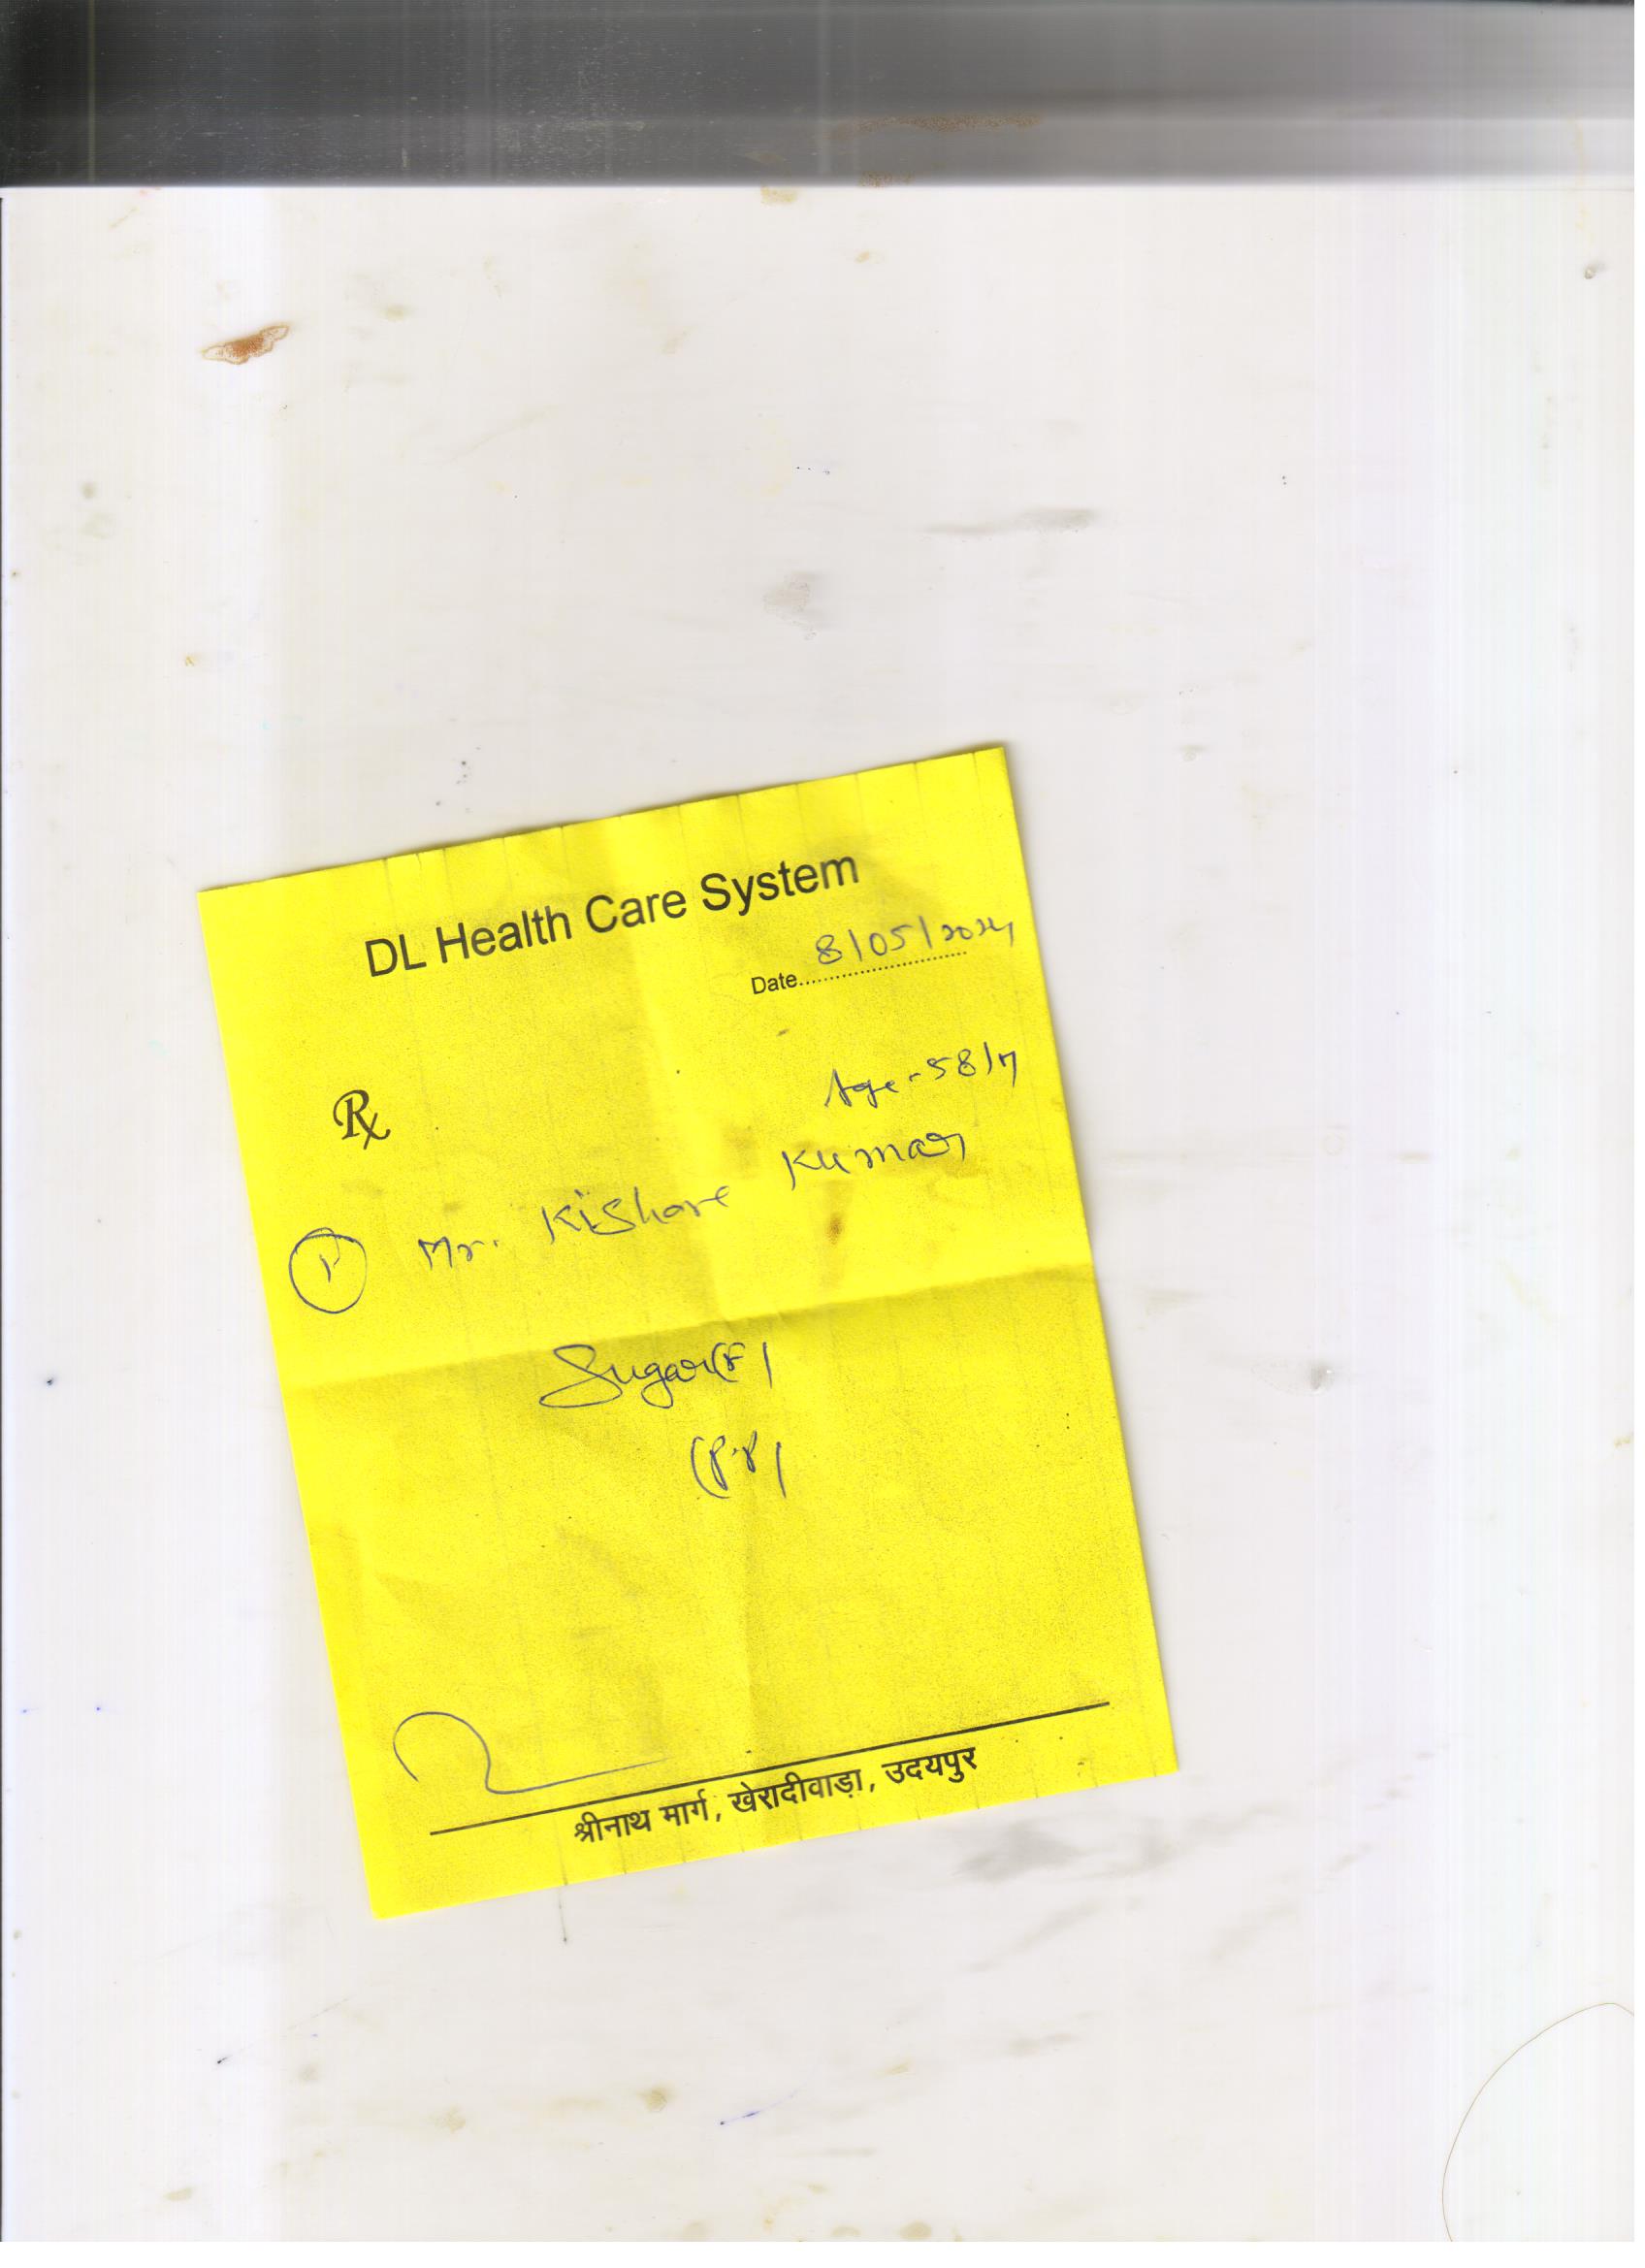 DL Health Care System
Date............................ 8/05/2024
Age-58/
Rx
Mr. Kishore Kumar
Sugar(F)
(P.P)
श्रीनाथ मार्ग, खेरादीवाड़ा, उदयपुर